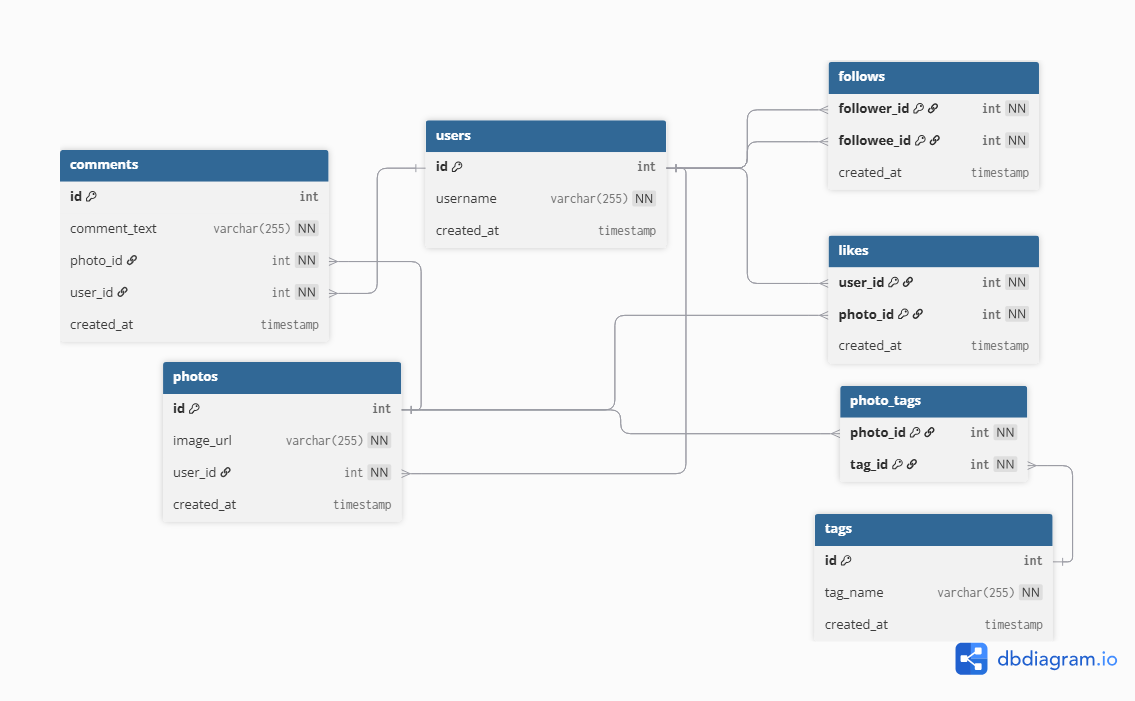 follows
follower_id int NN
followee_id int NN
created_at timestamp
users
id int
username varchar(255) NN
created_at timestamp
comments
id int
comment_text varchar(255) NN
photo_id int NN
user_id int NN
created_at timestamp
likes
user_id int NN
photo_id int NN
created_at timestamp
photos
id int
image_url varchar(255) NN
user_id int NN
created_at timestamp
photo_tags
photo_id int NN
tag_id int NN
tags
id int
tag_name varchar(255) NN
created_at timestamp
dbdiagram.io